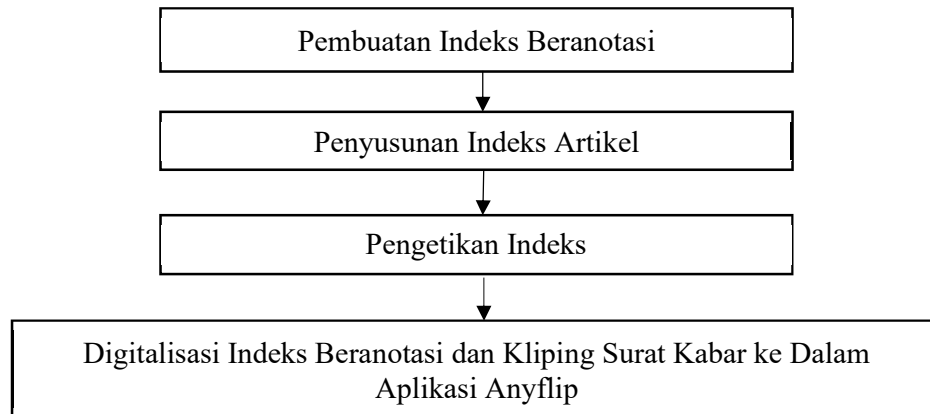 Pembuatan Indeks Beranotasi
Penyusunan Indeks Artikel
Pengetikan Indeks
Digitalisasi Indeks Beranotasi dan Kliping Surat Kabar ke Dalam
Aplikasi Anyflip